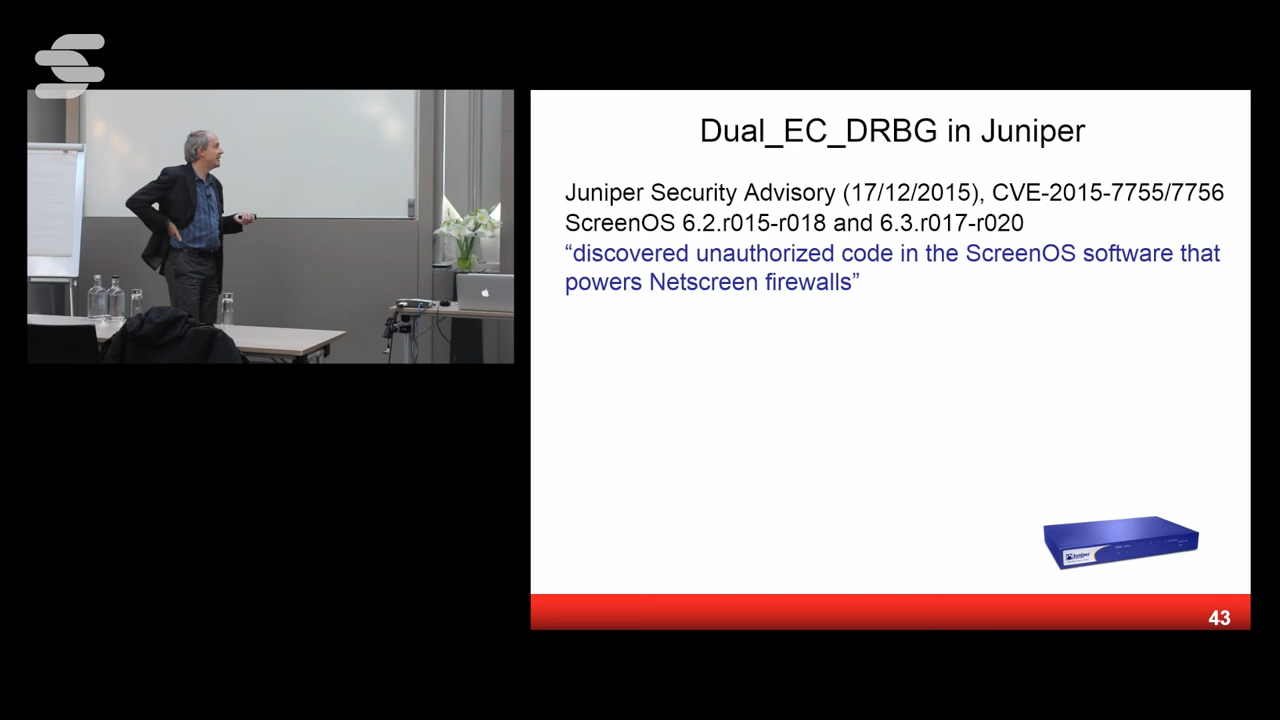 Dual_EC_DRBG in Juniper
Juniper Security Advisory (17/12/2015), CVE-2015-7755/7756
ScreenOS 6.2.r015-r018 and 6.3.r017-r020
“discovered unauthorized code in the ScreenOS software that
powers Netscreen firewalls”
Juniper
43